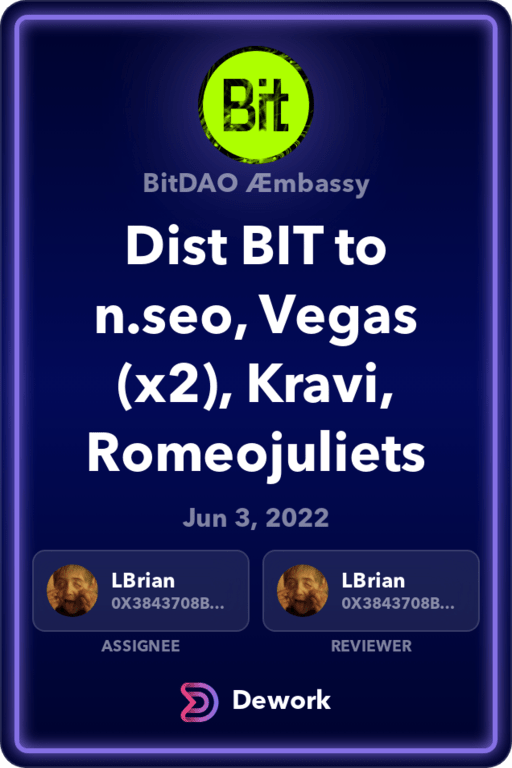 Bit
BitDAO Æmbassy
Dist BIT to
n.seo, Vegas
(x2), Kravi,
Romeojuliets
Jun 3, 2022
LBrian
0X3843708B...
LBrian
0X3843708B...
ASSIGNEE
REVIEWER
Dework